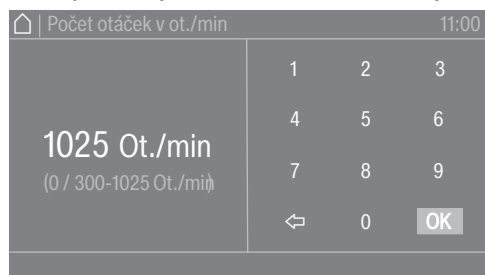 Počet otáček v ot./min 11:00
1025 Ot./min
(0 / 300-1025 Ot./min)
1 2 3
4 5 6
7 8 9
0 OK